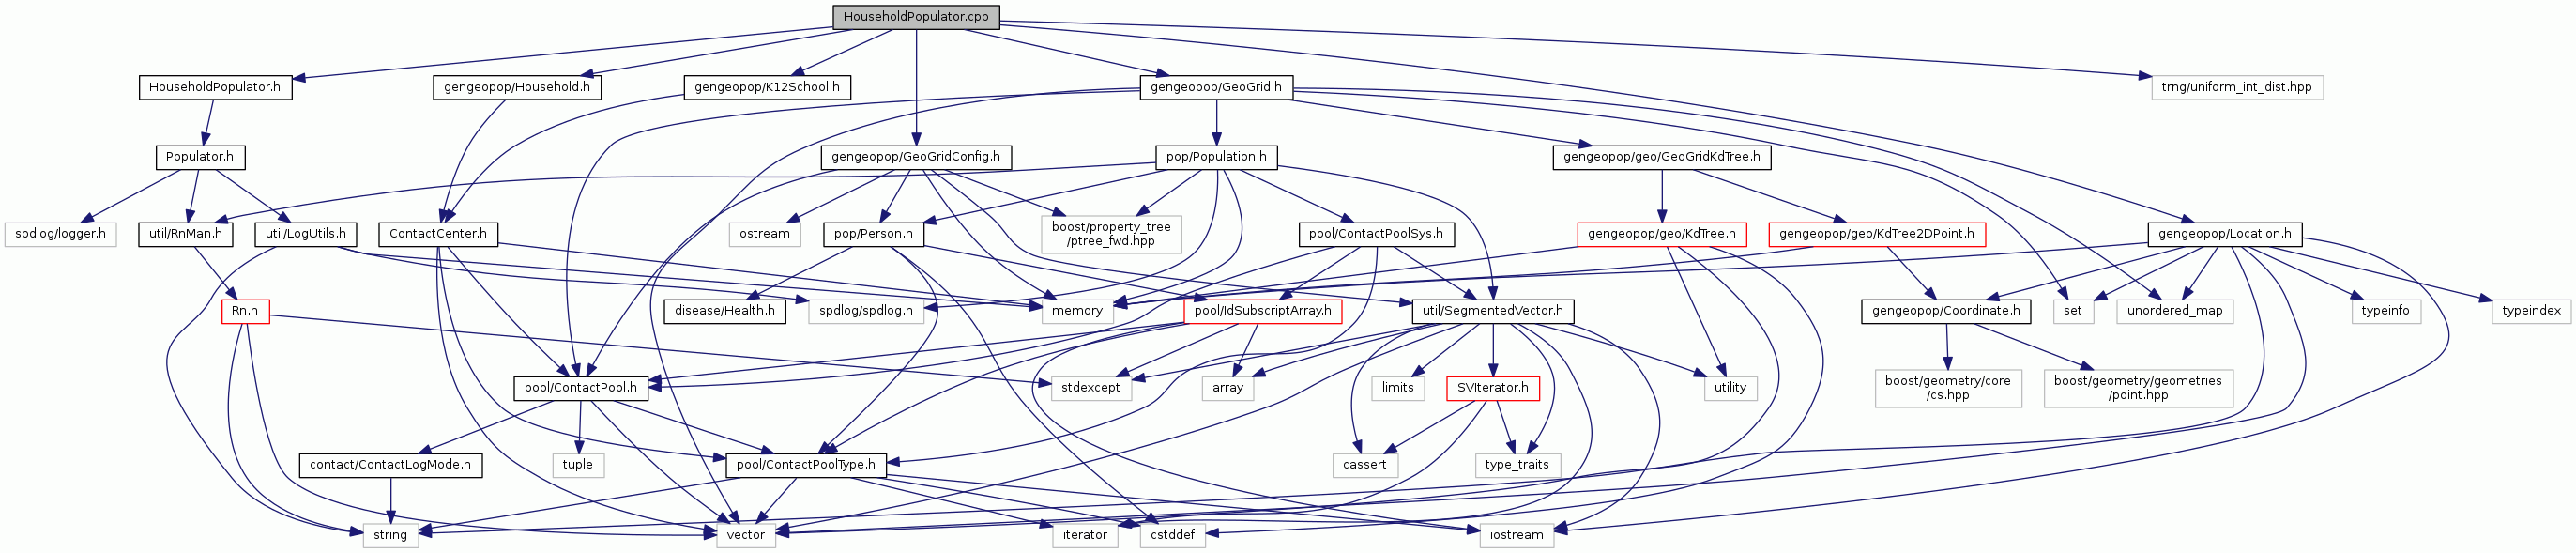 HouseholdPopulator.cpp
HouseholdPopulator.h
gengeopop/Household.h
gengeopop/K12School.h
gengeopop/GeoGrid.h
trng/uniform_int_dist.hpp
Populator.h
gengeopop/GeoGridConfig.h
pop/Population.h
gengeopop/geo/GeoGridKdTree.h
spdlog/logger.h
util/RnMan.h
util/LogUtils.h
ContactCenter.h
ostream
pop/Person.h
boost/property_tree
/ptree_fwd.hpp
pool/ContactPoolSys.h
gengeopop/geo/KdTree.h
gengeopop/geo/KdTree2DPoint.h
gengeopop/Location.h
Rn.h
disease/Health.h
spdlog/spdlog.h
memory
pool/IdSubscriptArray.h
util/SegmentedVector.h
gengeopop/Coordinate.h
set
unordered_map
typeinfo
typeindex
pool/ContactPool.h
stdexcept
array
limits
SVIterator.h
utility
boost/geometry/core
/cs.hpp
boost/geometry/geometries
/point.hpp
contact/ContactLogMode.h
tuple
pool/ContactPoolType.h
cassert
type_traits
string
vector
iterator
cstddef
iostream